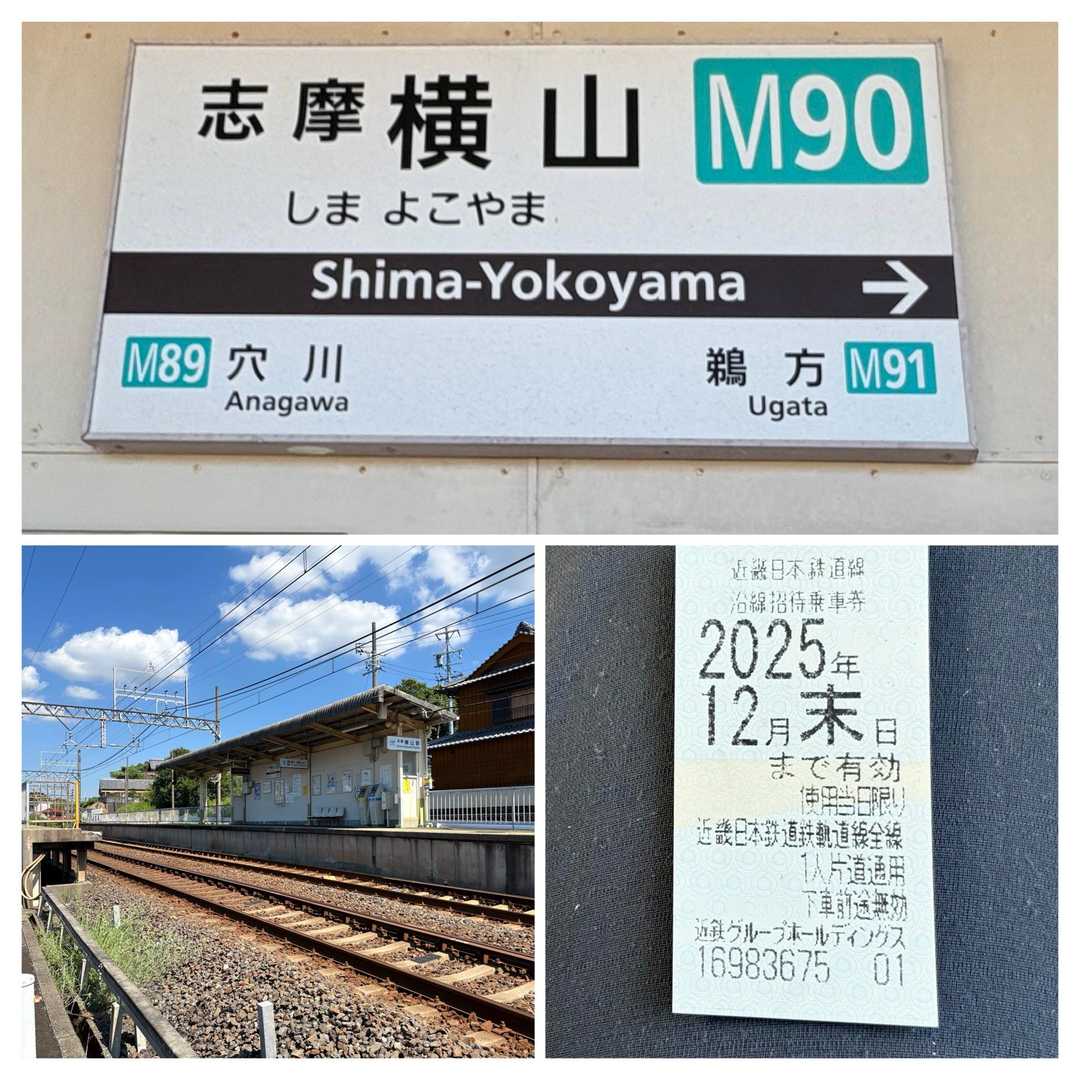 志摩 横山 M90
しま よこやま
Shima-Yokoyama →
M89 穴川
Anagawa
鵜方 M91
Ugata
近畿日本鉄道線
沿線招待乗車券
2025年
12月末日
まで有効
使用当日限り
近畿日本鉄道鉄軌道線全線
1人片道通用
下車前途無効
近鉄グループホールディングス
16983675 01